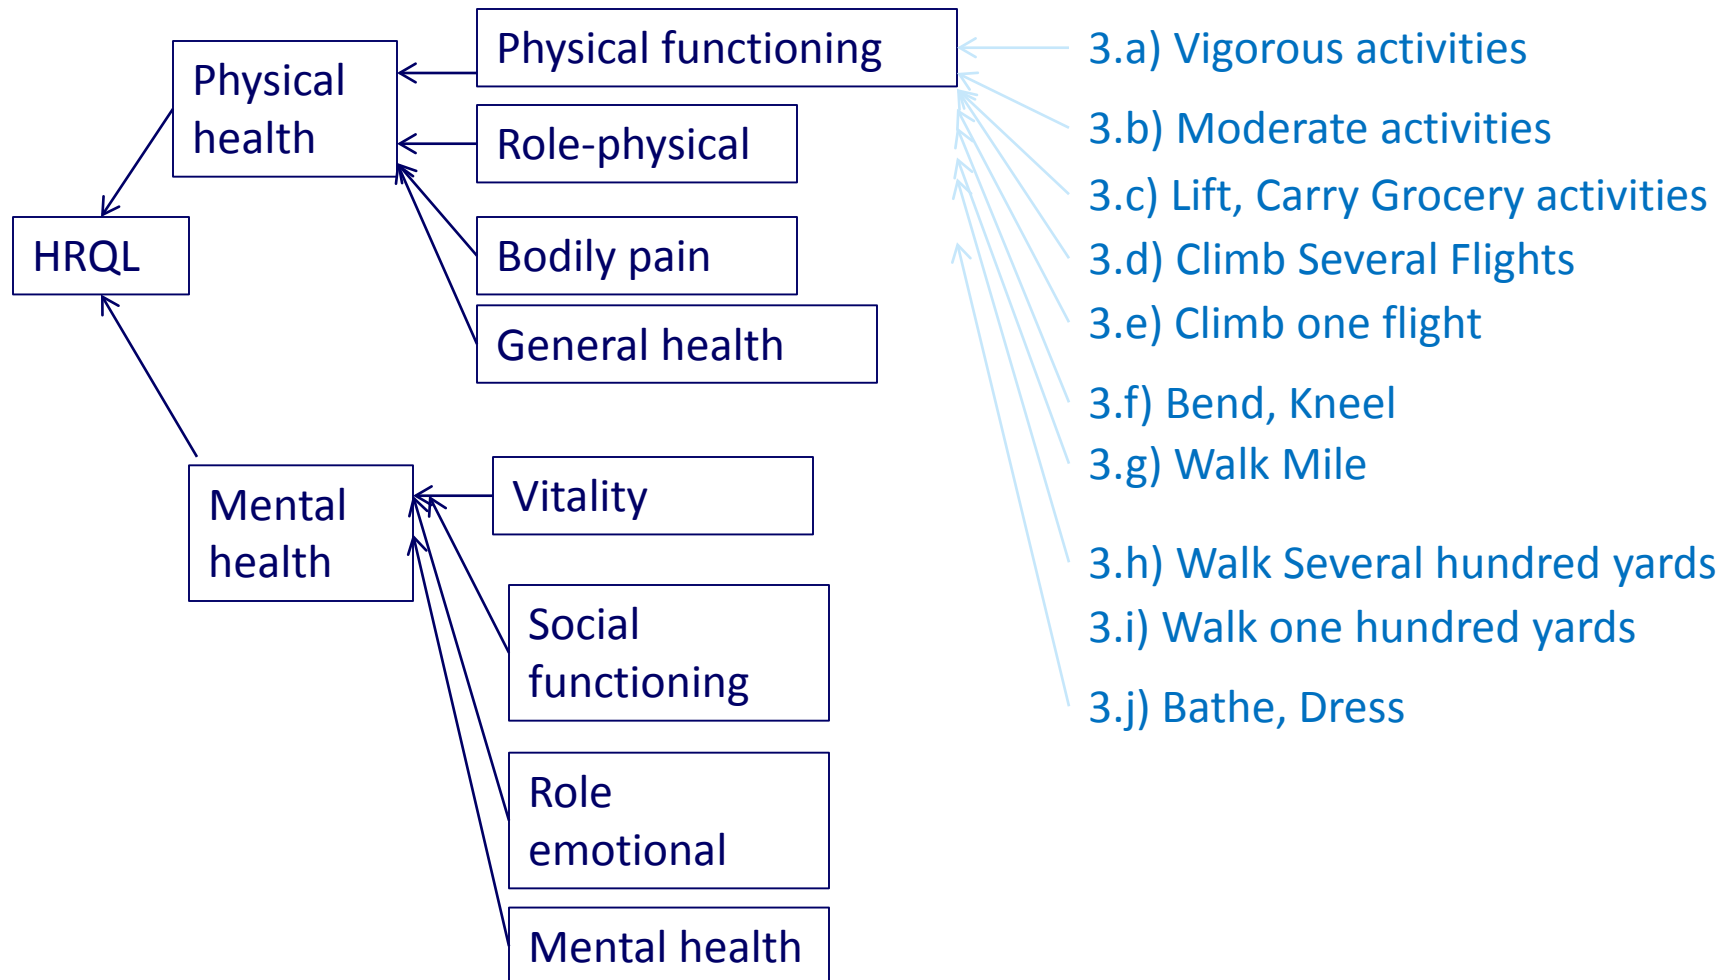 HRQL
Physical
health
Physical functioning
Role-physical
Bodily pain
General health
Mental
health
Vitality
Social
functioning
Role
emotional
Mental health
3.a) Vigorous activities
3.b) Moderate activities
3.c) Lift, Carry Grocery activities
3.d) Climb Several Flights
3.e) Climb one flight
3.f) Bend, Kneel
3.g) Walk Mile
3.h) Walk Several hundred yards
3.i) Walk one hundred yards
3.j) Bathe, Dress